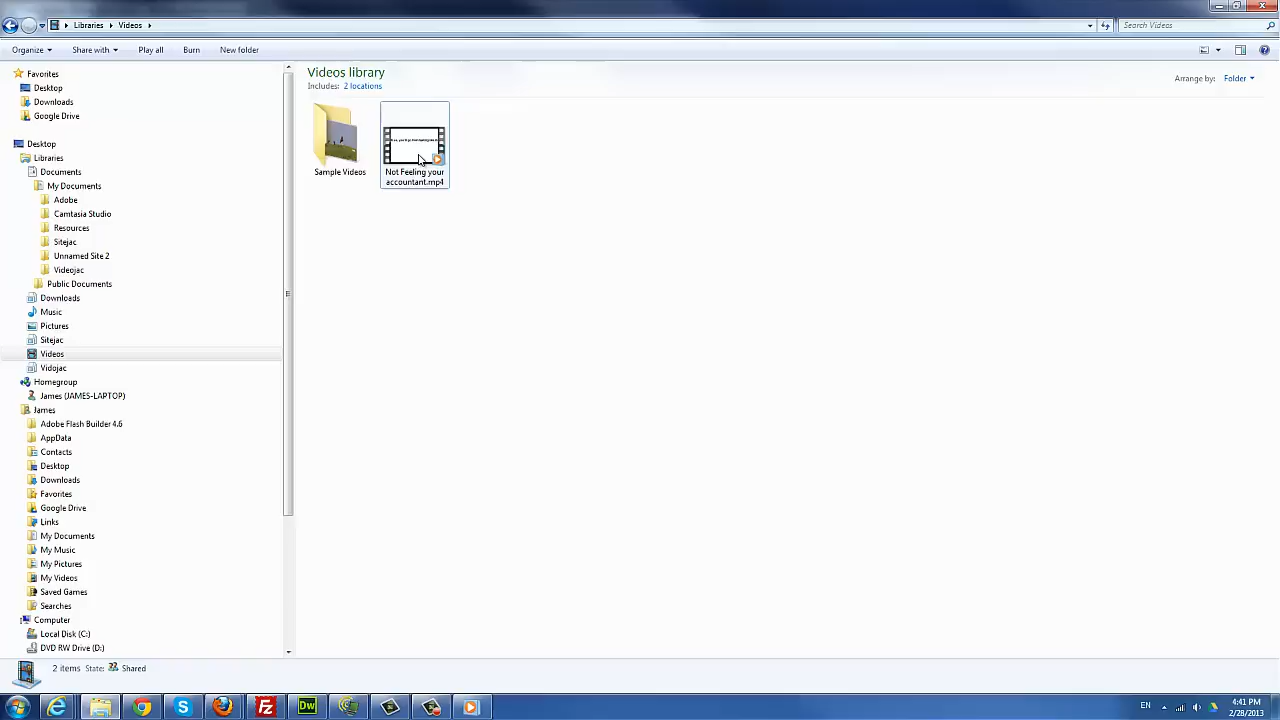 Libraries Videos
Search Videos
Organize Share with Play all Burn New folder
Favorites
Desktop
Downloads
Google Drive
Desktop
Libraries
Documents
My Documents
Adobe
Camtasia Studio
Resources
Sitejac
Unnamed Site 2
Videojac
Public Documents
Downloads
Music
Pictures
Sitejac
Videos
Vidojac
Homegroup
James (JAMES-LAPTOP)
James
Adobe Flash Builder 4.6
AppData
Contacts
Desktop
Downloads
Favorites
Google Drive
Links
My Documents
My Music
My Pictures
My Videos
Saved Games
Searches
Computer
Local Disk (C:)
DVD RW Drive (D:)
Videos library
Includes: 2 locations
Arrange by: Folder
Sample Videos
Not Feeling your
accountant.mp4
2 items State: Shared
Fz
Dw
EN
4:41 PM
2/28/2013